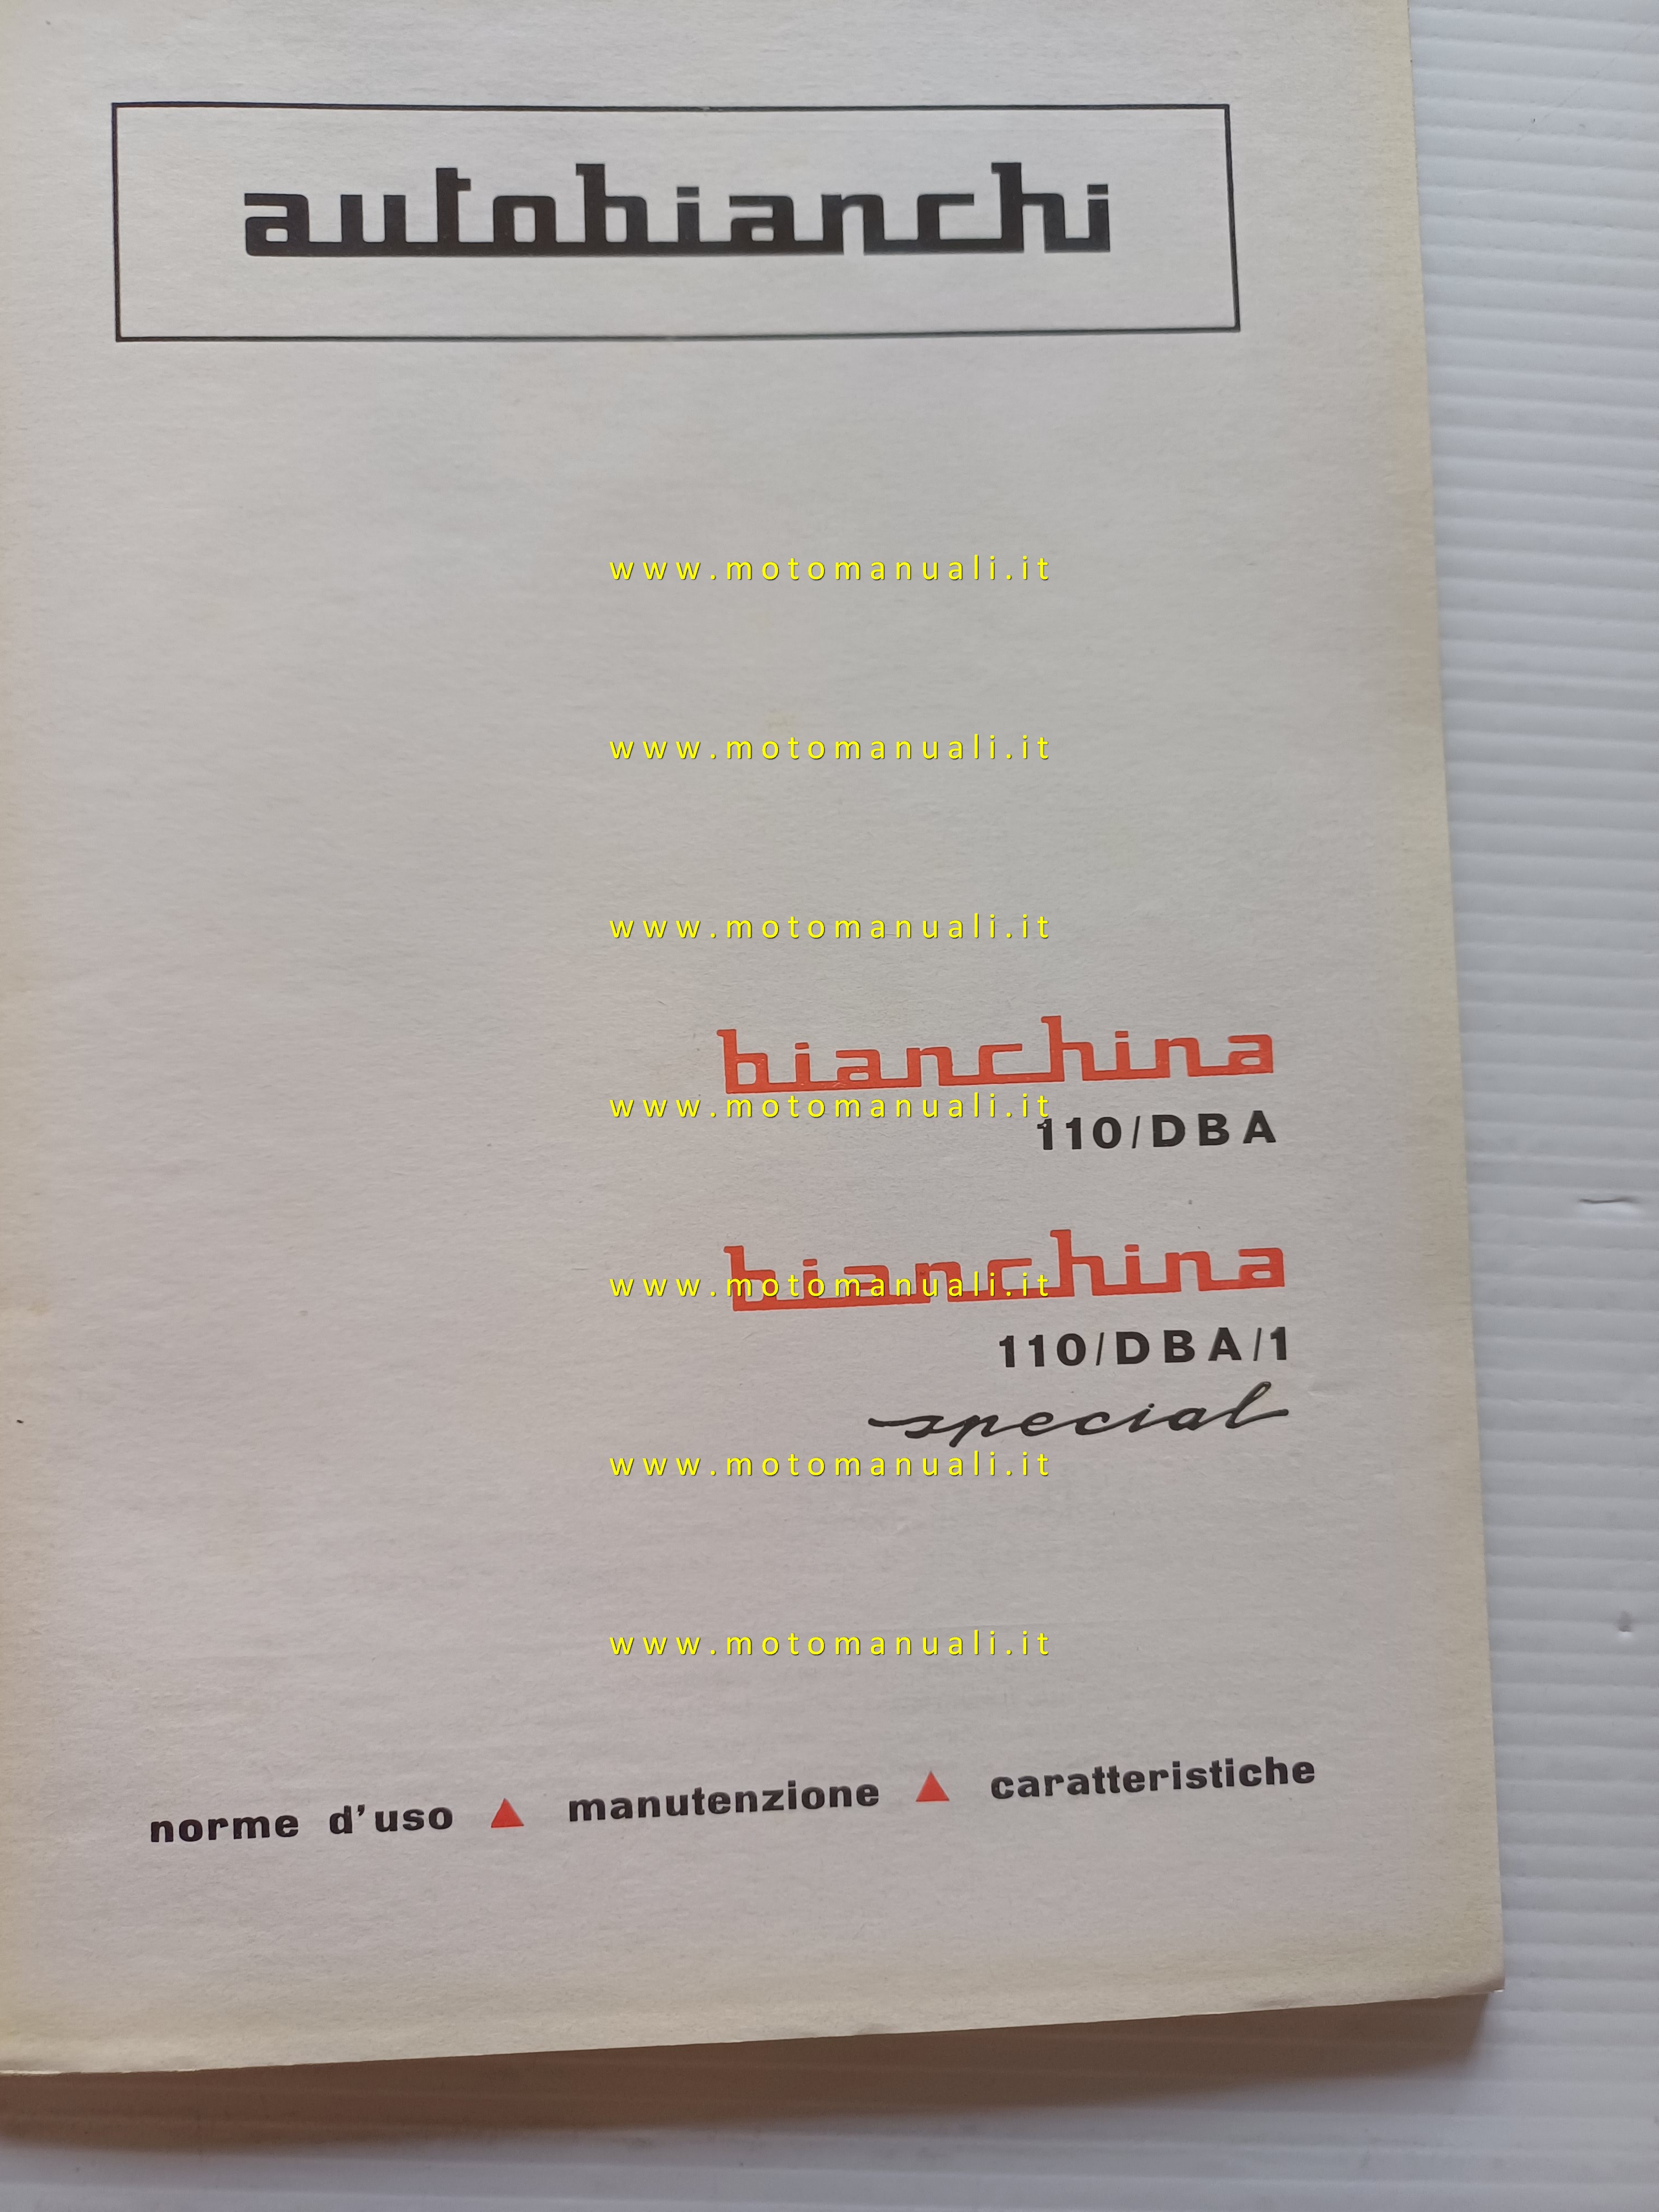 autobianchi
www.motomanuali.it
www.motomanuali.it
www.motomanuali.it
bianchina
www.motomanuali.it
110/DBA
bianchina
www.motomanuali.it
110/DBA/1
special
www.motomanuali.it
www.motomanuali.it
norme d'uso ▲ manutenzione ▲ caratteristiche